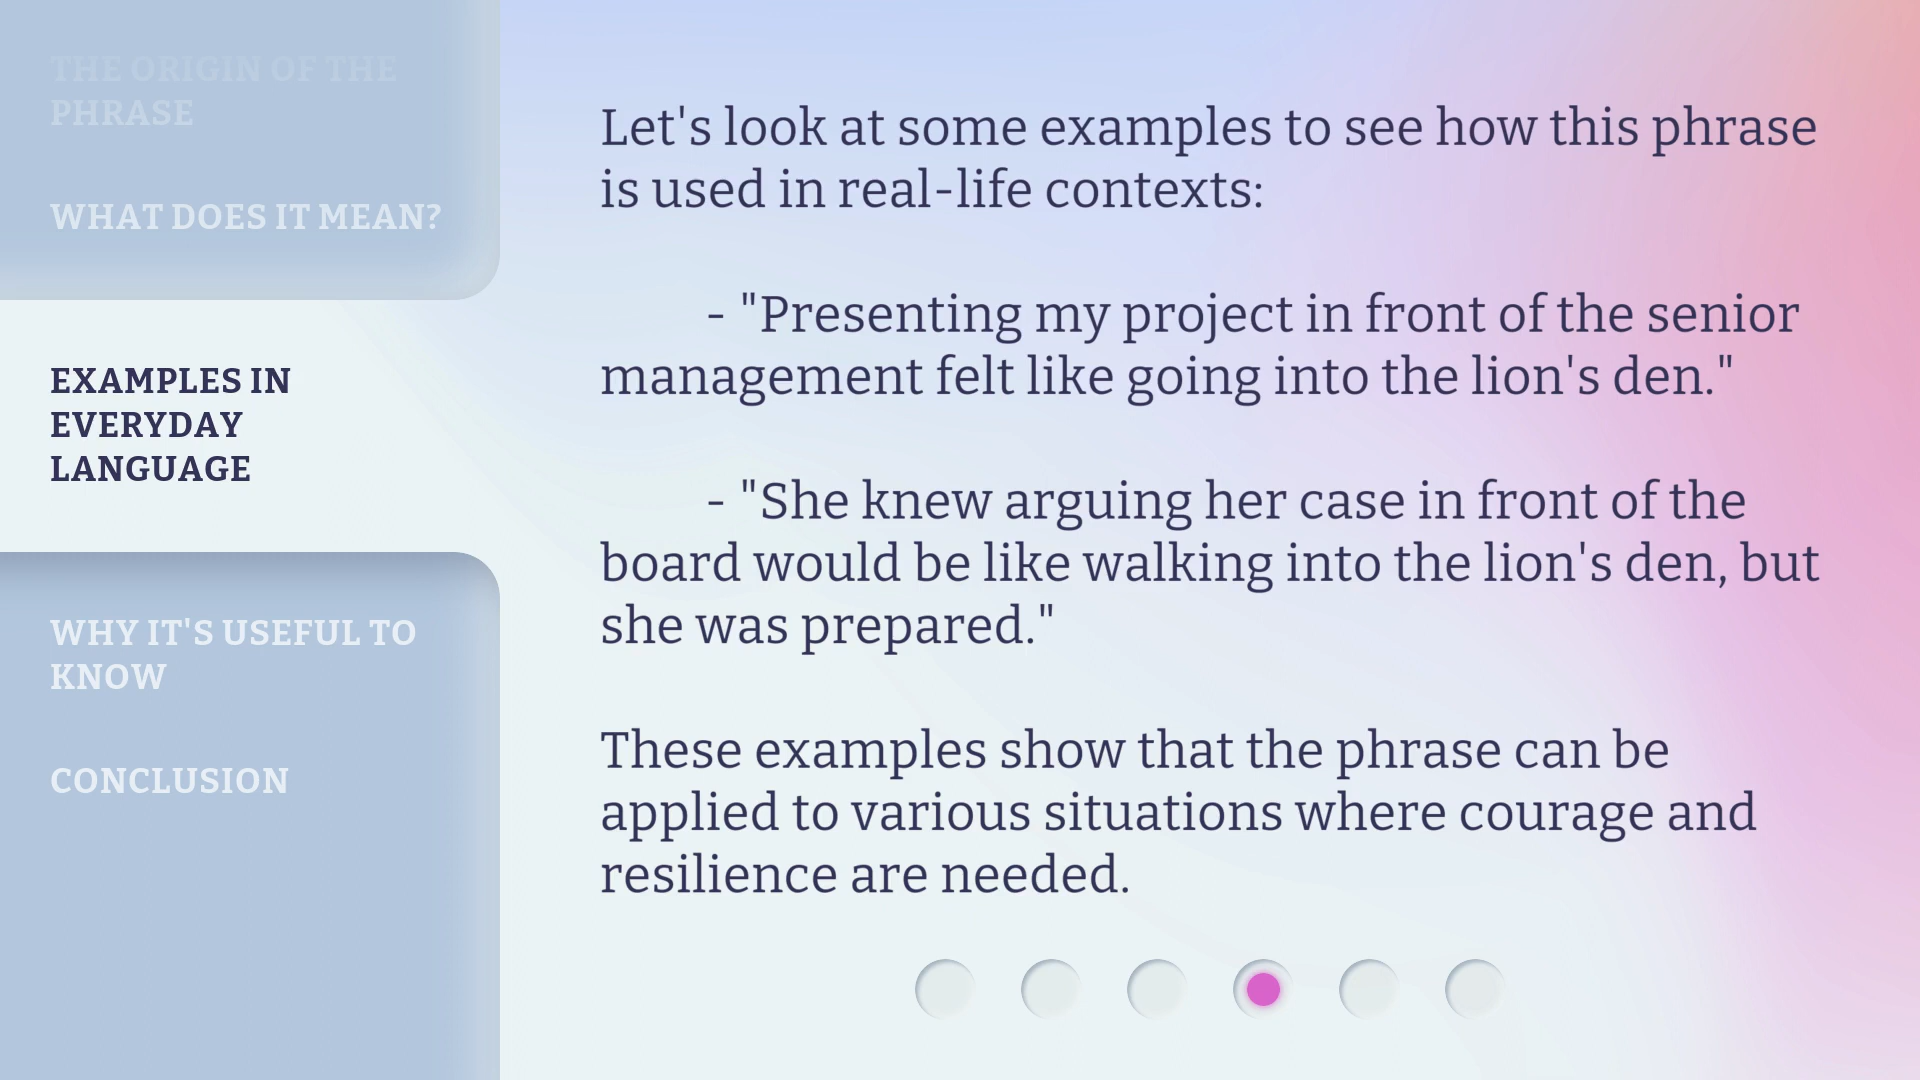 THE ORIGIN OF THE
PHRASE
WHAT DOES IT MEAN?
EXAMPLES IN
EVERYDAY
LANGUAGE
WHY IT'S USEFUL TO
KNOW
CONCLUSION
Let's look at some examples to see how this phrase
is used in real-life contexts:
- "Presenting my project in front of the senior
management felt like going into the lion's den."
- "She knew arguing her case in front of the
board would be like walking into the lion's den, but
she was prepared."
These examples show that the phrase can be
applied to various situations where courage and
resilience are needed.